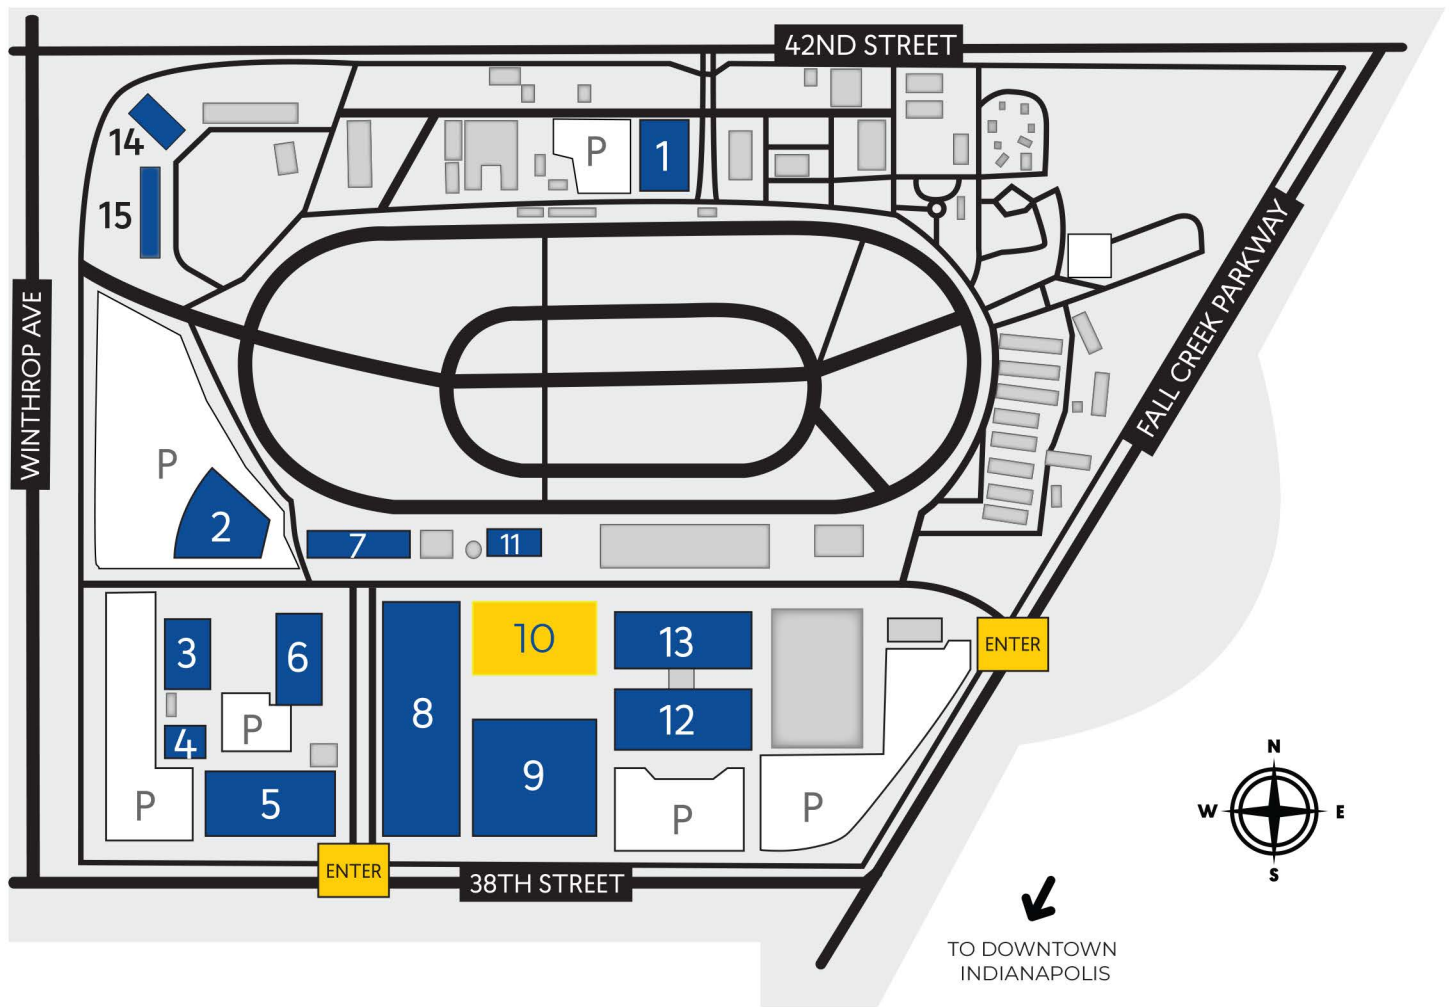 42ND STREET
14
P
1
15
WINTHROP AVE
FALL CREEK PARKWAY
P
2
7
11
3
6
10
13
ENTER
8
12
P
4
9
P
5
P
P
ENTER
38TH STREET
N
W
E
S
TO DOWNTOWN
INDIANAPOLIS